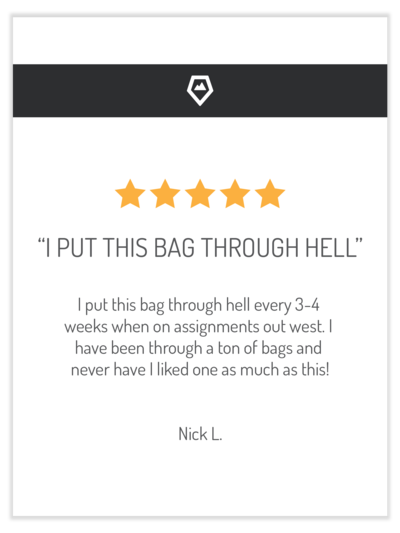 “I PUT THIS BAG THROUGH HELL”
I put this bag through hell every 3-4
weeks when on assignments out west. I
have been through a ton of bags and
never have I liked one as much as this!
Nick L.